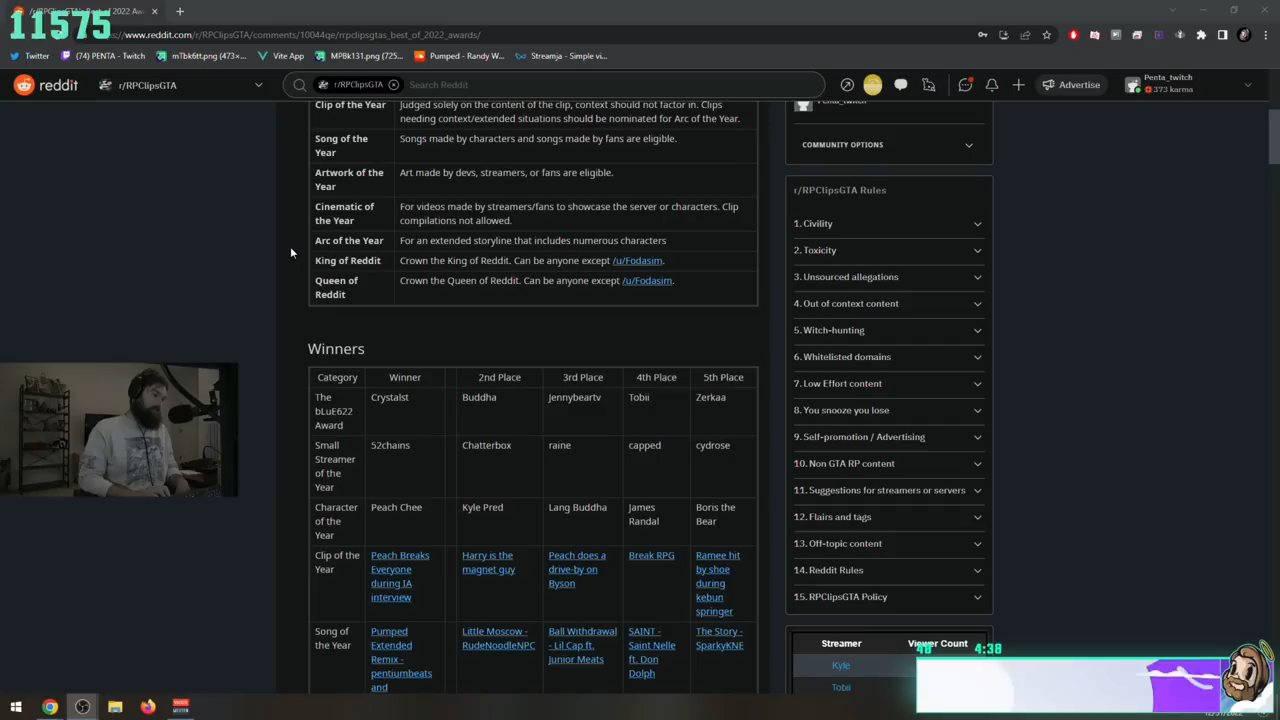 r/RPClipsGTA's Best of 2022 Awa
11575
https://www.reddit.com/r/RPClipsGTA/comments/10044qe/rrpclipsgtas_best_of_2022_awards/
Twitter
(74) PENTA - Twitch
mTbk6tt.png (473×...
Vite App
MPBk131.png (725...
Pumped - Randy W...
Streamja - Simple vi...
reddit
r/RPClipsGTA
r/RPClipsGTA
Search Reddit
Advertise
Penta_twitch
373 karma
Clip of the Year
Judged solely on the content of the clip, context should not factor in. Clips
needing context/extended situations should be nominated for Arc of the Year.
Song of the
Year
Songs made by characters and songs made by fans are eligible.
Artwork of the
Year
Art made by devs, streamers, or fans are eligible.
Cinematic of
the Year
For videos made by streamers/fans to showcase the server or characters. Clip
compilations not allowed.
Arc of the Year
For an extended storyline that includes numerous characters
King of Reddit
Crown the King of Reddit. Can be anyone except /u/Fodasim.
Queen of
Reddit
Crown the Queen of Reddit. Can be anyone except /u/Fodasim.
Winners
Category
Winner
2nd Place
3rd Place
4th Place
5th Place
The
bLuE622
Award
Crystalst
Buddha
Jennybeartv
Tobii
Zerkaa
Small
Streamer
of the
Year
52chains
Chatterbox
raine
capped
cydrose
Character
of the
Year
Peach Chee
Kyle Pred
Lang Buddha
James
Randal
Boris the
Bear
Clip of the
Year
Peach Breaks
Everyone
during IA
interview
Harry is the
magnet guy
Peach does a
drive-by on
Byson
Break RPG
Ramee hit
by shoe
during
kebun
springer
Song of
the Year
Pumped
Extended
Remix -
pentiumbeats
and
Little Moscow -
RudeNoodleNPC
Ball Withdrawal
- Lil Cap ft.
Junior Meats
SAINT -
Saint Nelle
ft. Don
Dolph
The Story -
SparkyKNE
Penta_twitch
COMMUNITY OPTIONS
r/RPClipsGTA Rules
1. Civility
2. Toxicity
3. Unsourced allegations
4. Out of context content
5. Witch-hunting
6. Whitelisted domains
7. Low Effort content
8. You snooze you lose
9. Self-promotion / Advertising
10. Non GTA RP content
11. Suggestions for streamers or servers
12. Flairs and tags
13. Off-topic content
14. Reddit Rules
15. RPClipsGTA Policy
Streamer
Viewer Count
Kyle
Tobii
4:38